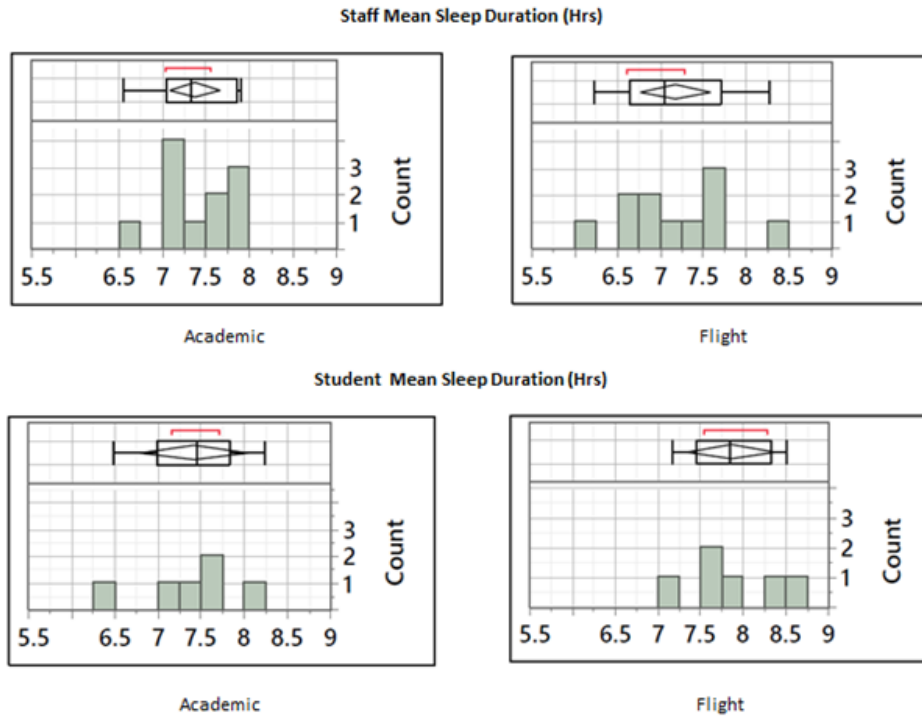 Staff Mean Sleep Duration (Hrs)
3
2
1
Count
5.5 6 6.5 7 7.5 8 8.5 9
Academic
3
2
1
Count
5.5 6 6.5 7 7.5 8 8.5 9
Flight
Student Mean Sleep Duration (Hrs)
3
2
1
Count
5.5 6.5 7 7.5 8 8.5 9
Academic
3
2
1
Count
5.5 6.5 7 7.5 8 8.5 9
Flight